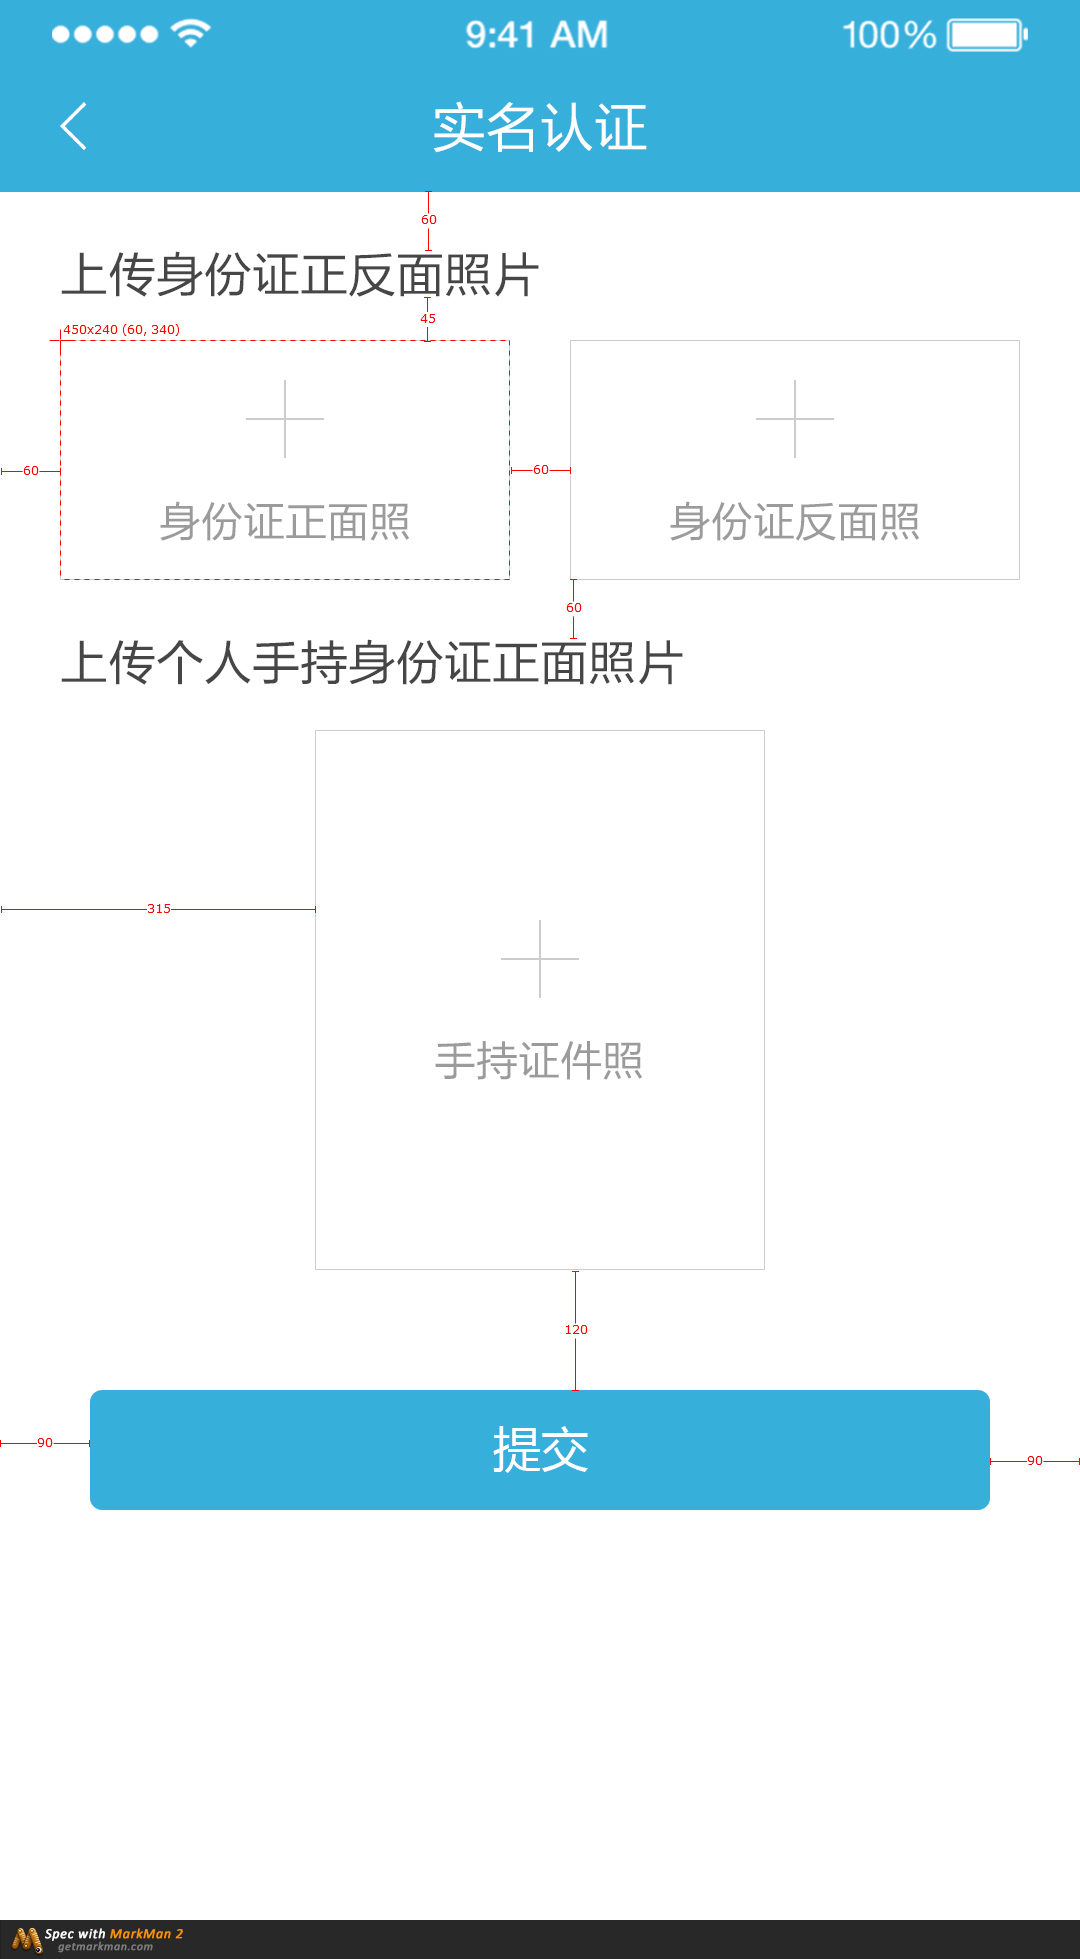 9:41 AM
100%
实名认证
60
上传身份证正反面照片
45
450x240 (60, 340)
60
60
身份证正面照
身份证反面照
60
上传个人手持身份证正面照片
315
手持证件照
120
90
提交
90
Spec with MarkMan 2
getmarkman.com